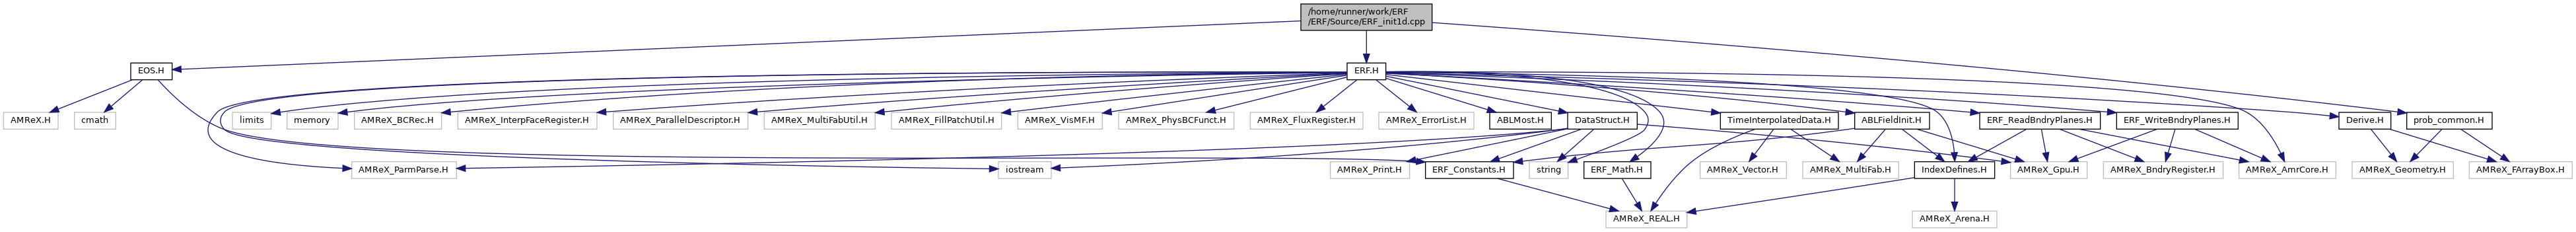 /home/runner/work/ERF
/ERF/Source/ERF_init1d.cpp
EOS.H
ERF.H
AMReX.H
cmath
limits
memory
AMReX_BCRec.H
AMReX_InterpFaceRegister.H
AMReX_ParallelDescriptor.H
AMReX_MultiFabUtil.H
AMReX_FillPatchUtil.H
AMReX_VisMF.H
AMReX_PhysBCFunct.H
AMReX_FluxRegister.H
AMReX_ErrorList.H
ABLMost.H
DataStruct.H
TimeInterpolatedData.H
ABLFieldInit.H
ERF_ReadBndryPlanes.H
ERF_WriteBndryPlanes.H
Derive.H
prob_common.H
AMReX_ParmParse.H
iostream
AMReX_Print.H
ERF_Constants.H
string
ERF_Math.H
AMReX_Vector.H
AMReX_MultiFab.H
IndexDefines.H
AMReX_Gpu.H
AMReX_BndryRegister.H
AMReX_AmrCore.H
AMReX_Geometry.H
AMReX_FArrayBox.H
AMReX_REAL.H
AMReX_Arena.H